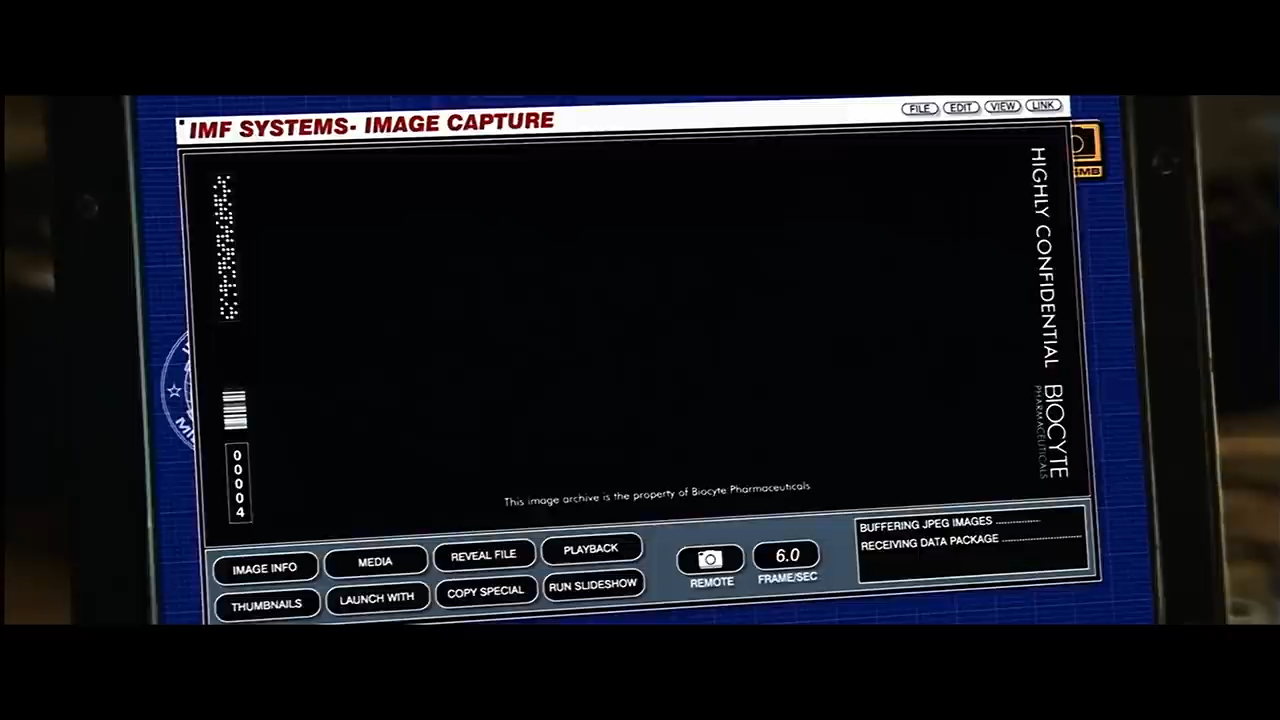 IMF SYSTEMS- IMAGE CAPTURE
FILE
EDIT
VIEW
LINK
HIGHLY CONFIDENTIAL
BIOCYTE
PHARMACEUTICALS
00004
This image archive is the property of Biocyte Pharmaceuticals
IMAGE INFO
MEDIA
REVEAL FILE
PLAYBACK
THUMBNAILS
LAUNCH WITH
COPY SPECIAL
RUN SLIDESHOW
REMOTE
6.0
FRAME/SEC
BUFFERING JPEG IMAGES ............
RECEIVING DATA PACKAGE ......................